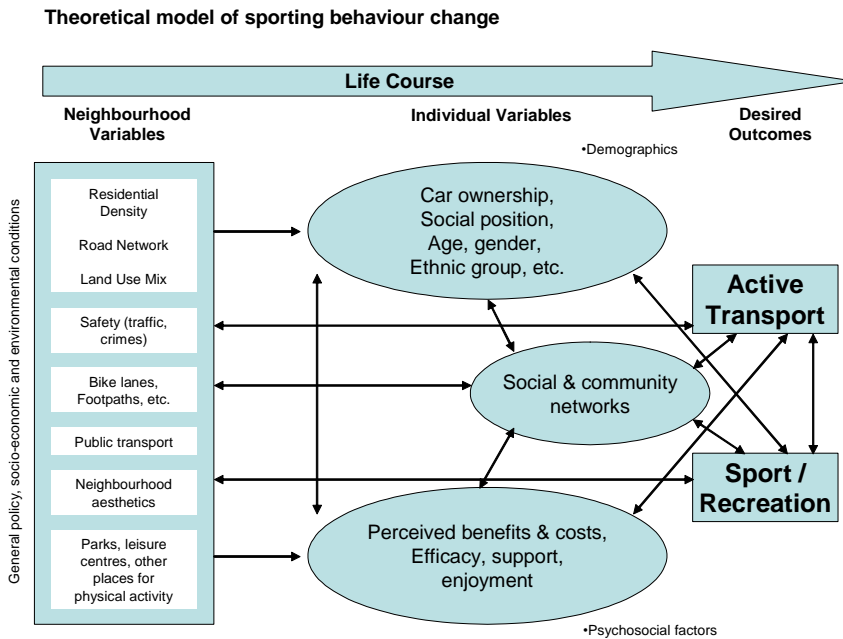 Theoretical model of sporting behaviour change
Life Course
Neighbourhood
Variables
Individual Variables
Desired
Outcomes
•Demographics
General policy, socio-economic and environmental conditions
Residential
Density
Road Network
Land Use Mix
Safety (traffic,
crimes)
Bike lanes,
Footpaths, etc.
Public transport
Neighbourhood
aesthetics
Parks, leisure
centres, other
places for
physical activity
Car ownership,
Social position,
Age, gender,
Ethnic group, etc.
Social & community
networks
Perceived benefits & costs,
Efficacy, support,
enjoyment
Active
Transport
Sport /
Recreation
•Psychosocial factors